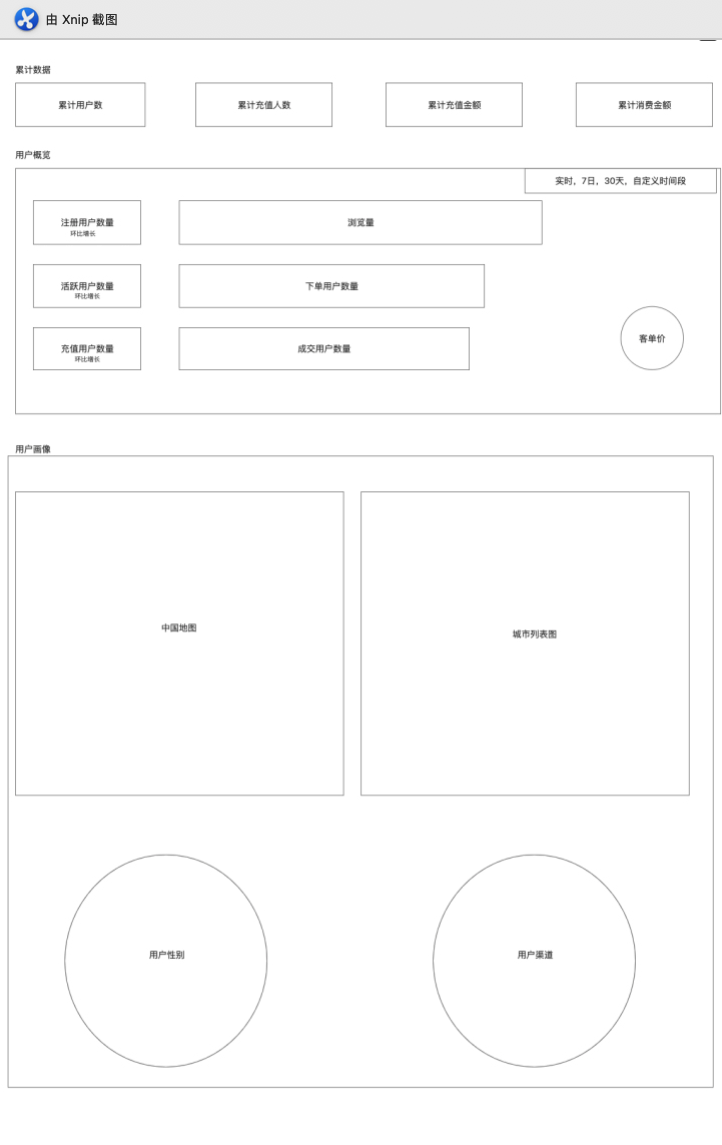 由 Xnip 截图
累计数据
累计用户数
累计充值人数
累计充值金额
累计消费金额
用户概览
实时，7日，30天，自定义时间段
注册用户数量
环比增长
浏览量
活跃用户数量
环比增长
下单用户数量
充值用户数量
环比增长
成交用户数量
客单价
用户画像
中国地图
城市列表图
用户性别
用户渠道